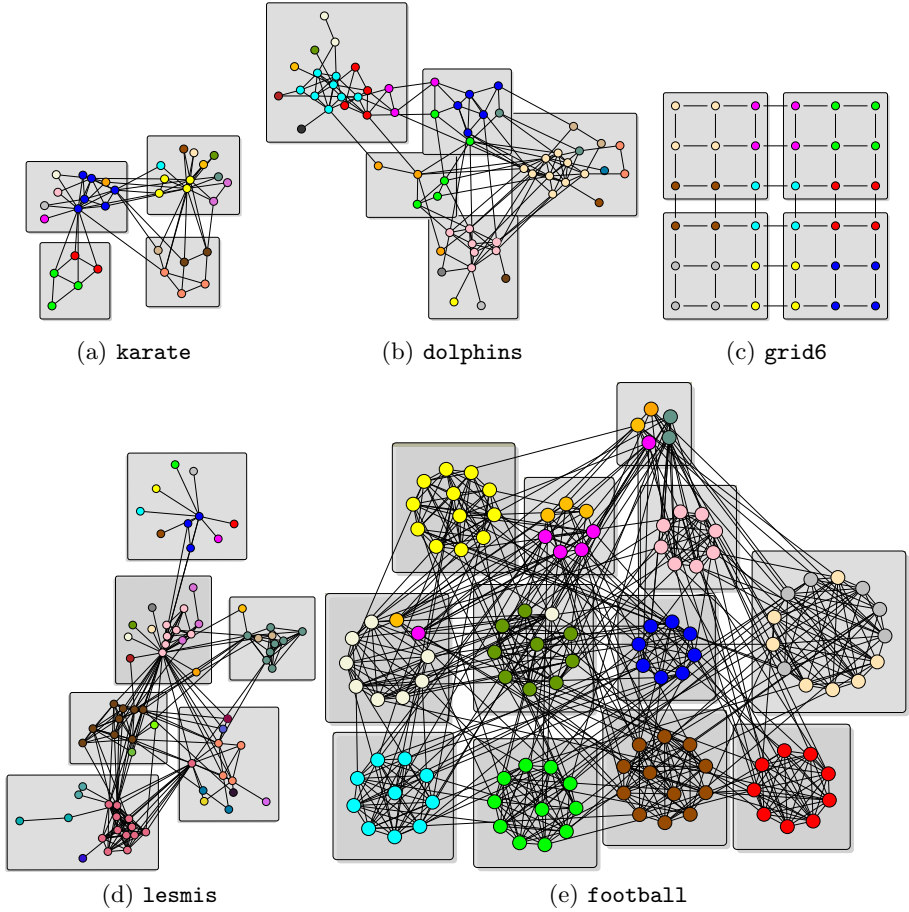 (a) karate
(b) dolphins
(c) grid6
(d) lesmis
(e) football